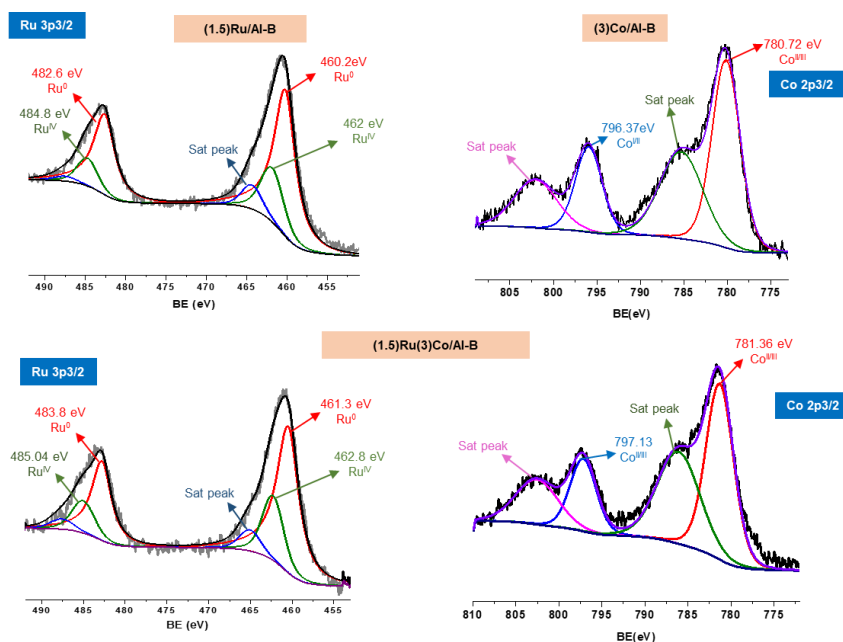 Ru 3p3/2
(1.5)Ru/Al-B
482.6 eV
Ru⁰
484.8 eV
Ruᴵⱽ
Sat peak
460.2eV
Ru⁰
462 eV
Ruᴵⱽ
490 485 480 475 470 465 460 455
BE (eV)
(3)Co/Al-B
780.72 eV
Coᴵᴵ/ᴵᴵᴵ
Co 2p3/2
Sat peak
796.37eV
Coᴵ/ᴵᴵ
Sat peak
805 800 795 790 785 780 775
BE(eV)
(1.5)Ru(3)Co/Al-B
Ru 3p3/2
483.8 eV
Ru⁰
485.04 eV
Ruᴵⱽ
Sat peak
461.3 eV
Ru⁰
462.8 eV
Ruᴵⱽ
490 485 480 475 470 465 460 455
BE (eV)
781.36 eV
Coᴵᴵ/ᴵᴵᴵ
Co 2p3/2
Sat peak
Sat peak
797.13
Coᴵᴵ/ᴵᴵᴵ
810 805 800 795 790 785 780 775
BE(eV)